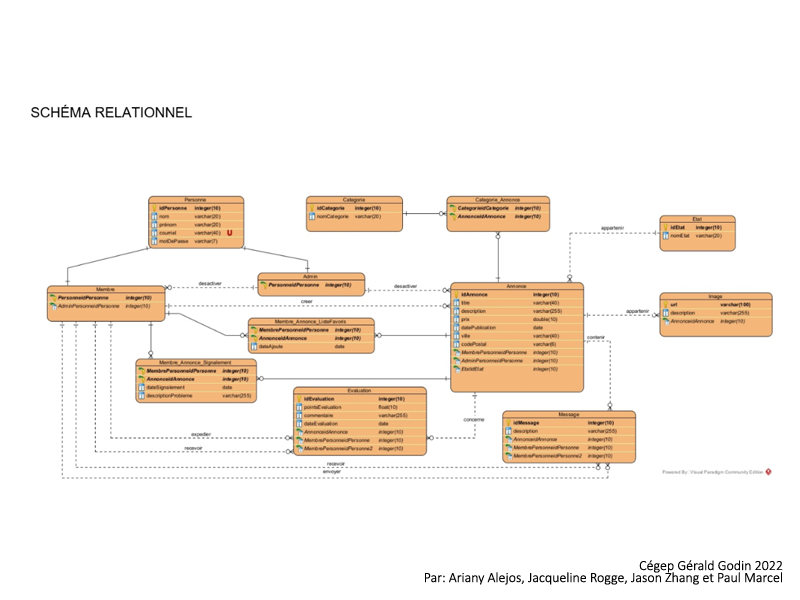 SCHÉMA RELATIONNEL
Personne
idPersonne integer(10)
nom varchar(20)
prénom varchar(20)
courriel varchar(40) U
motDePasse varchar(7)
Categorie
idCategorie integer(10)
nomCategorie varchar(20)
Categorie_Annonce
CategorieidCategorie integer(10)
AnnonceidAnnonce integer(10)
Etat
idEtat integer(10)
nomEtat varchar(20)
appartenir
Admin
PersonneidPersonne integer(10)
desactiver
desactiver
creer
Membre
PersonneidPersonne integer(10)
AdminPersonneidPersonne integer(10)
Annonce
idAnnonce integer(10)
titre varchar(45)
description varchar(255)
prix double(10)
datePublication date
ville varchar(40)
codePostal varchar(6)
MembrePersonneidPersonne integer(10)
AdminPersonneidPersonne integer(10)
EtatidEtat integer(10)
Image
url varchar(100)
description varchar(255)
AnnonceidAnnonce integer(10)
appartenir
contenir
Membre_Annonce_ListeFavoris
MembrePersonneidPersonne integer(10)
AnnonceidAnnonce integer(10)
dateAjoute date
Membre_Annonce_Signalement
MembrePersonneidPersonne integer(10)
AnnonceidAnnonce integer(10)
dateSignalement date
descriptionProbleme varchar(255)
Evaluation
idEvaluation integer(10)
pointsEvaluation float(10)
commentaire varchar(255)
dateEvaluation date
AnnonceidAnnonce integer(10)
MembrePersonneidPersonne integer(10)
MembrePersonneidPersonne2 integer(10)
concerne
Message
idMessage integer(10)
description varchar(255)
AnnonceidAnnonce integer(10)
MembrePersonneidPersonne integer(10)
MembrePersonneidPersonne2 integer(10)
expedier
recevoir
recevoir
envoyer
Powered By: Visual Paradigm Community Edition
Cégep Gérald Godin 2022
Par: Ariany Alejos, Jacqueline Rogge, Jason Zhang et Paul Marcel